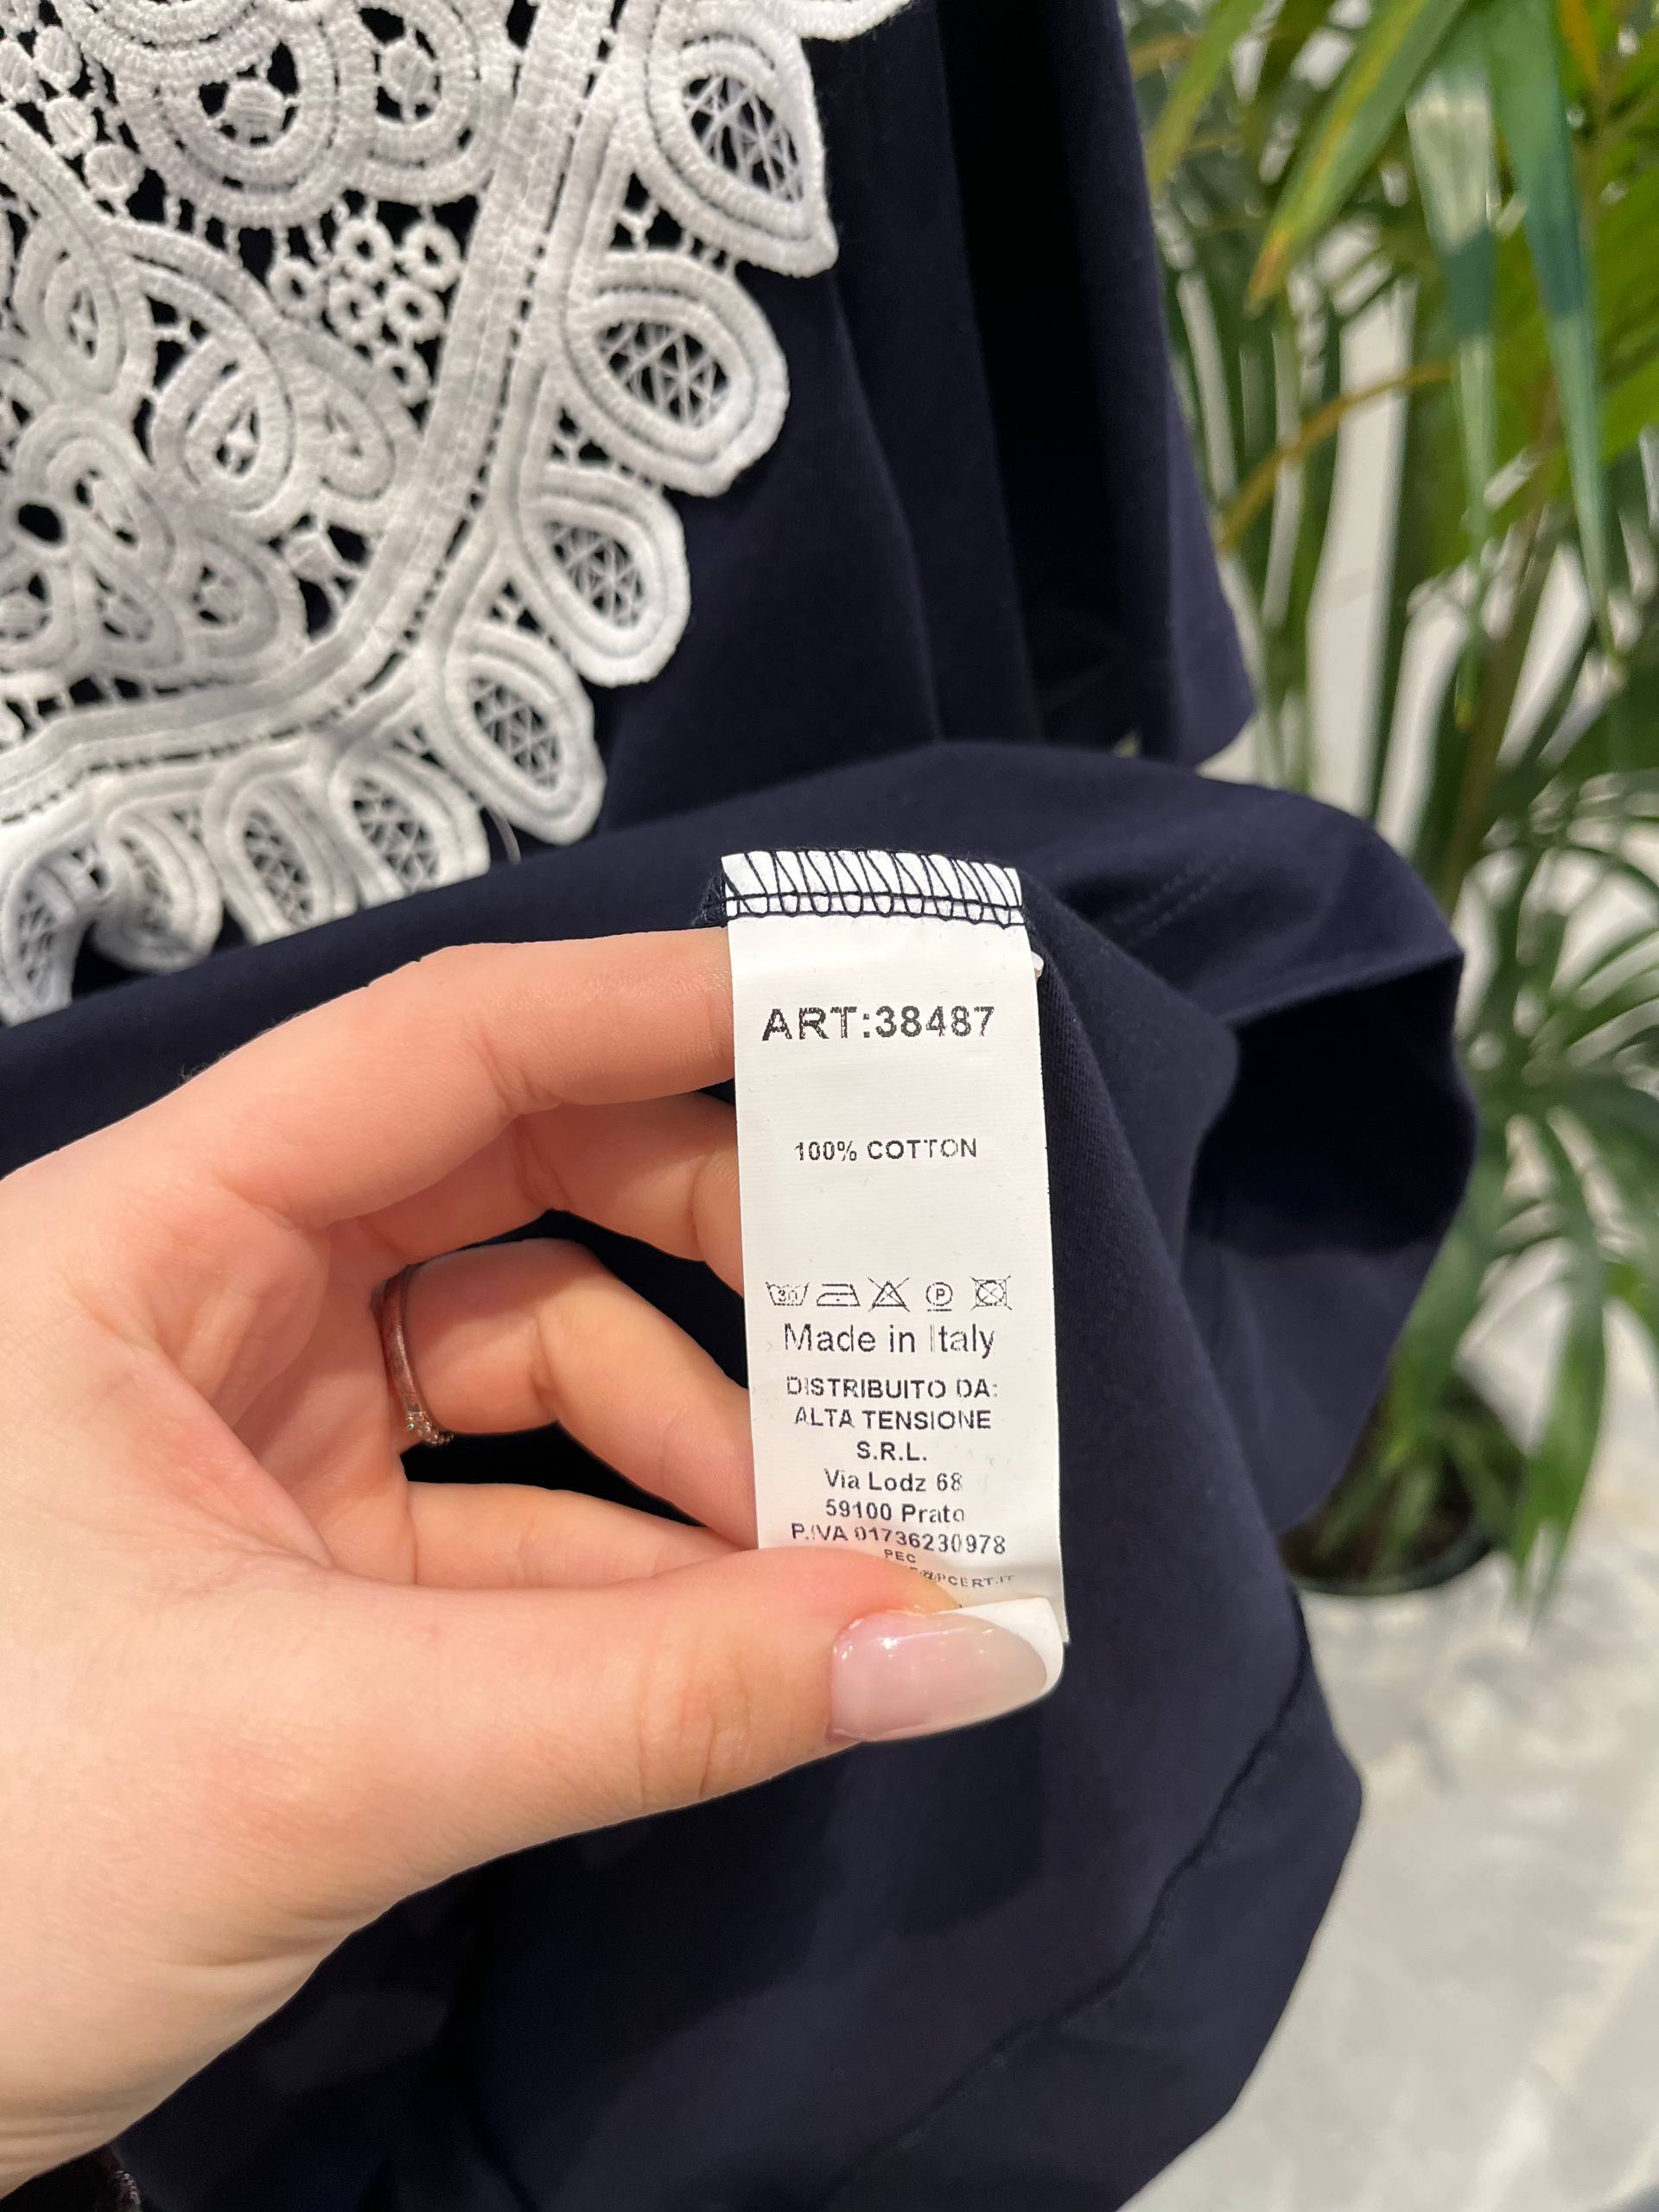 ART:38487
100% COTTON
30 P
Made in Italy
DISTRIBUITO DA:
ALTA TENSIONE
S.R.L.
Via Lodz 68
59100 Prato
P.IVA 01736230978
PEC